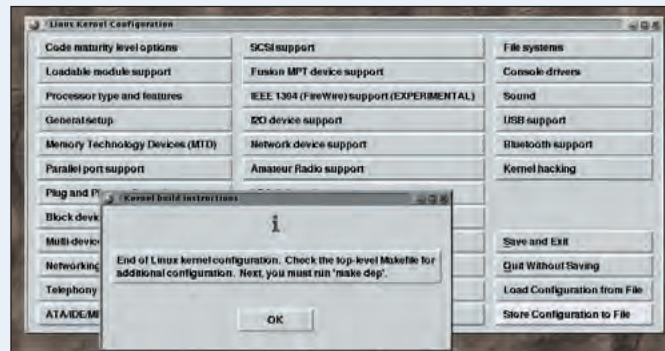 Linux Kernel Configuration
Code maturity level options
SCSI support
File systems
Loadable module support
Fusion MPT device support
Console drivers
Processor type and features
IEEE 1394 (FireWire) support (EXPERIMENTAL)
Sound
General setup
I2O device support
USB support
Memory Technology Devices (MTD)
Network device support
Bluetooth support
Parallel port support
Amateur Radio support
Kernel hacking
Plug and
Block
Multi-device
Save and Exit
Networking
Quit Without Saving
Telephony
Load Configuration from File
ATA/IDE/
Store Configuration to File
Kernel build instructions
i
End of Linux kernel configuration. Check the top-level Makefile for
additional configuration. Next, you must run 'make dep'.
OK